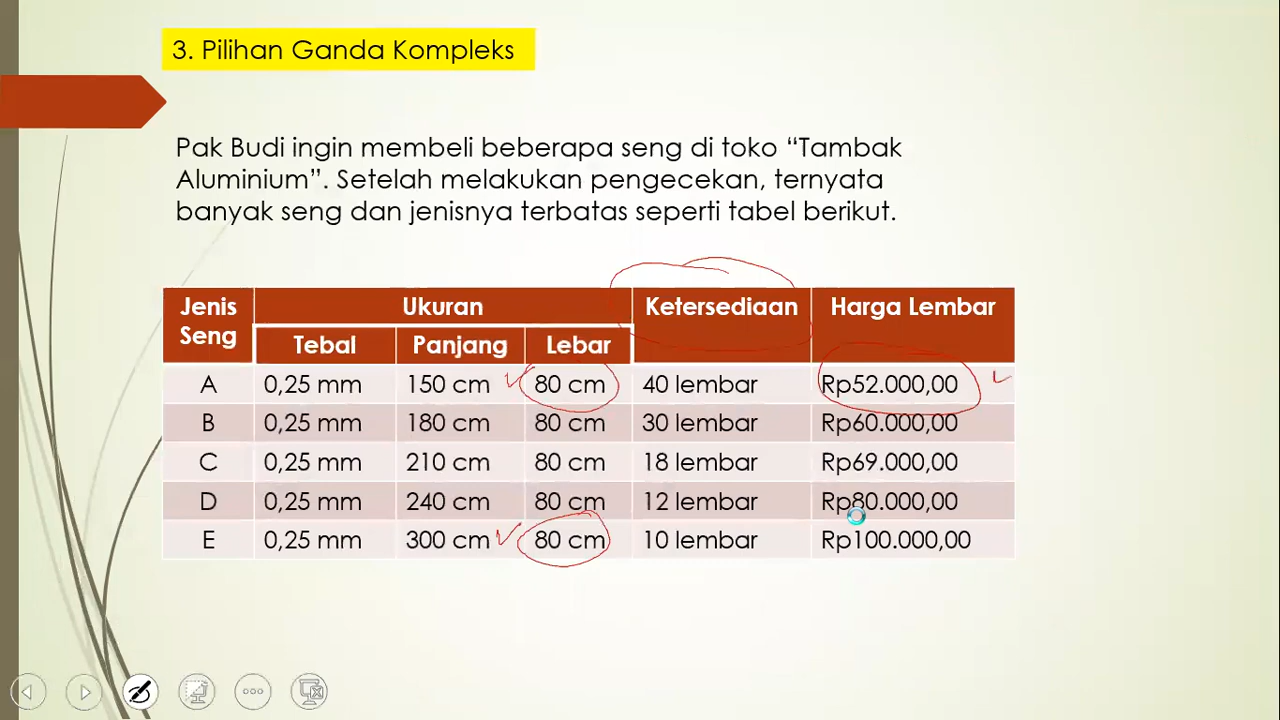 3. Pilihan Ganda Kompleks
Pak Budi ingin membeli beberapa seng di toko “Tambak
Aluminium”. Setelah melakukan pengecekan, ternyata
banyak seng dan jenisnya terbatas seperti tabel berikut.
Jenis Seng Ukuran Ketersediaan Harga Lembar
Tebal Panjang Lebar
A 0,25 mm 150 cm 80 cm 40 lembar Rp52.000,00
B 0,25 mm 180 cm 80 cm 30 lembar Rp60.000,00
C 0,25 mm 210 cm 80 cm 18 lembar Rp69.000,00
D 0,25 mm 240 cm 80 cm 12 lembar Rp80.000,00
E 0,25 mm 300 cm 80 cm 10 lembar Rp100.000,00